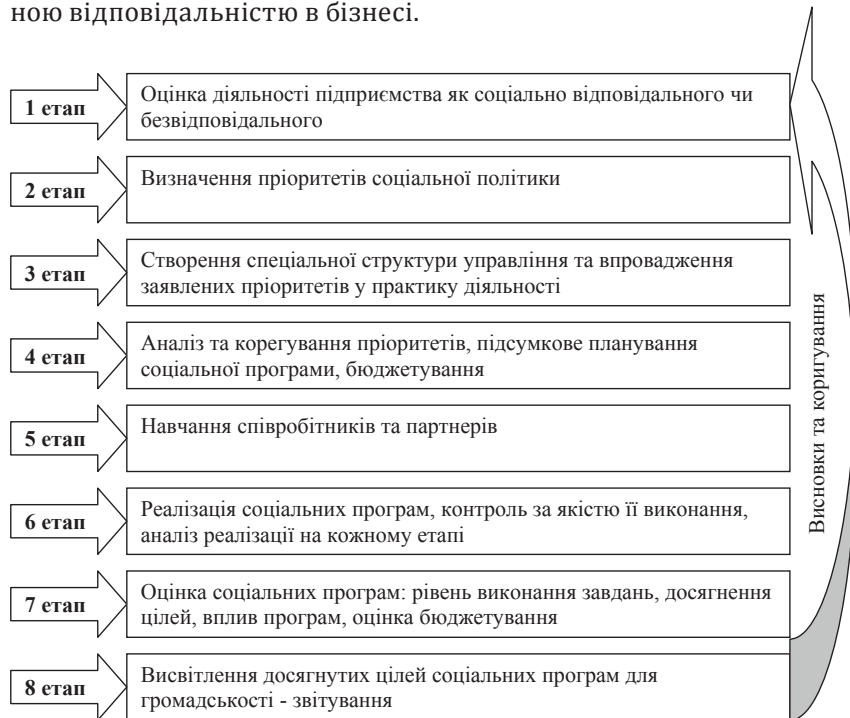 ною відповідальністю в бізнесі.
1 етап
Оцінка діяльності підприємства як соціально відповідального чи
безвідповідального
2 етап
Визначення пріоритетів соціальної політики
3 етап
Створення спеціальної структури управління та впровадження
заявлених пріоритетів у практику діяльності
4 етап
Аналіз та корегування пріоритетів, підсумкове планування
соціальної програми, бюджетування
5 етап
Навчання співробітників та партнерів
6 етап
Реалізація соціальних програм, контроль за якістю її виконання,
аналіз реалізації на кожному етапі
7 етап
Оцінка соціальних програм: рівень виконання завдань, досягнення
цілей, вплив програм, оцінка бюджетування
8 етап
Висвітлення досягнутих цілей соціальних програм для
громадськості - звітування
Висновки та коригування